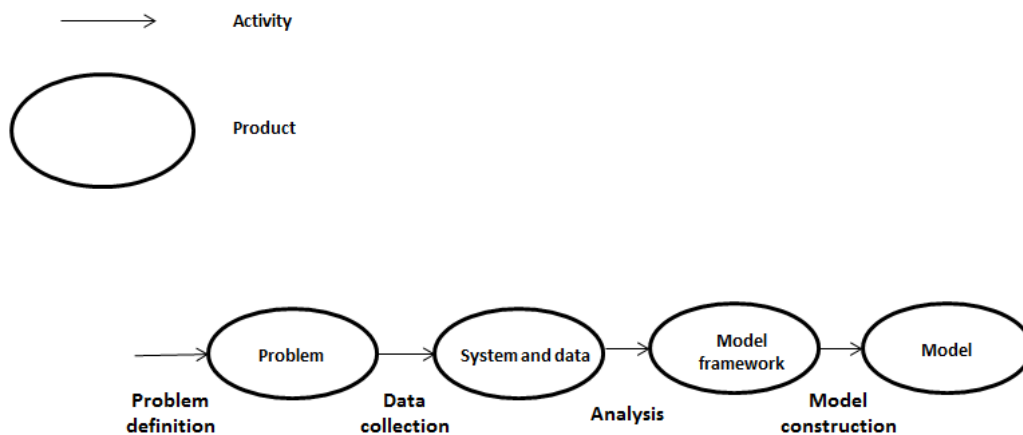 Activity
Product
Problem
System and data
Model
framework
Model
Problem
definition
Data
collection
Analysis
Model
construction